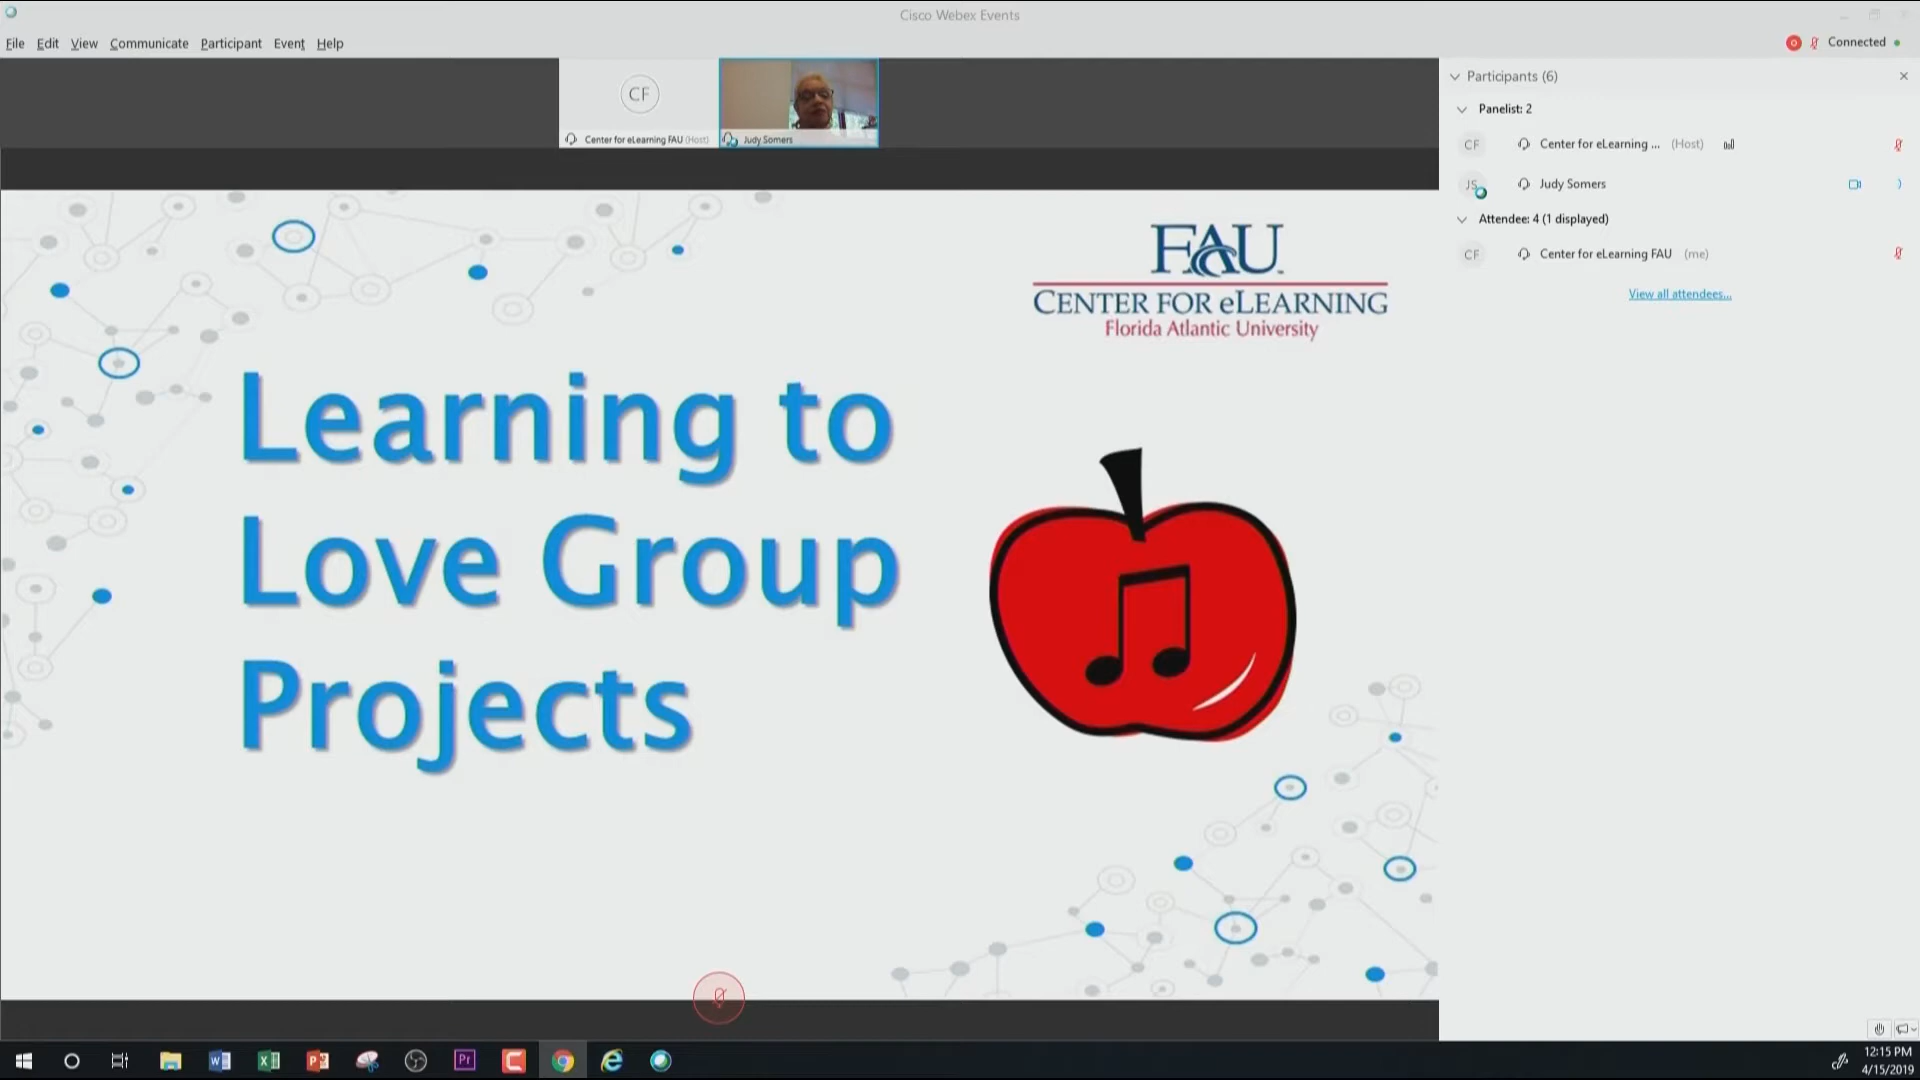 Cisco Webex Events
File Edit View Communicate Participant Event Help
Connected
CF
Center for eLearning FAU (Host)
Judy Somers
Participants (6)
Panelist: 2
CF Center for eLearning ... (Host)
JS Judy Somers
Attendee: 4 (1 displayed)
CF Center for eLearning FAU (me)
View all attendees...
FAU
CENTER FOR eLEARNING
Florida Atlantic University
Learning to
Love Group
Projects
12:15 PM
4/15/2019